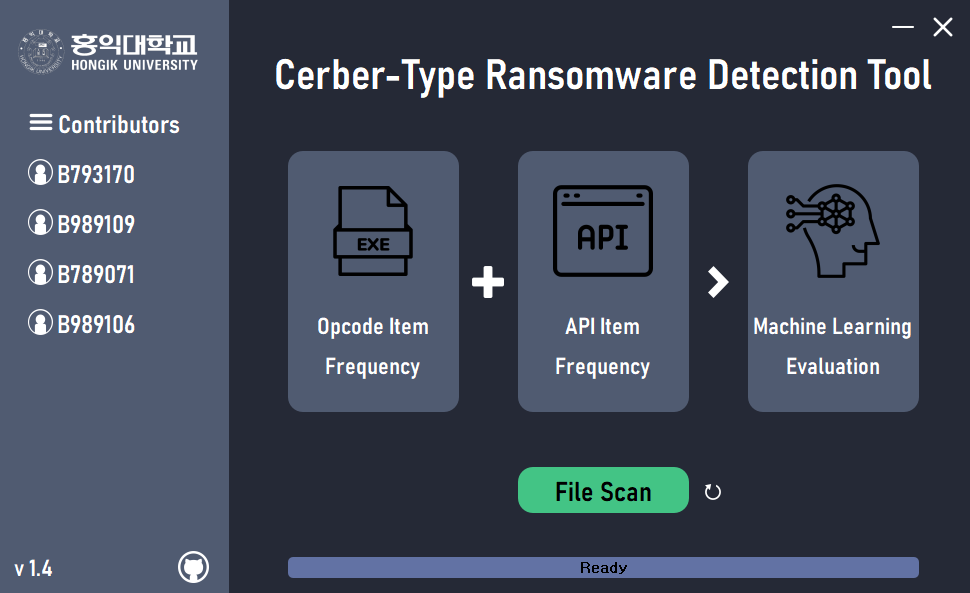 홍익대학교
HONGIK UNIVERSITY
Contributors
B793170
B989109
B789071
B989106
v 1.4
Cerber-Type Ransomware Detection Tool
EXE
Opcode Item
Frequency
API
API Item
Frequency
Machine Learning
Evaluation
File Scan
Ready